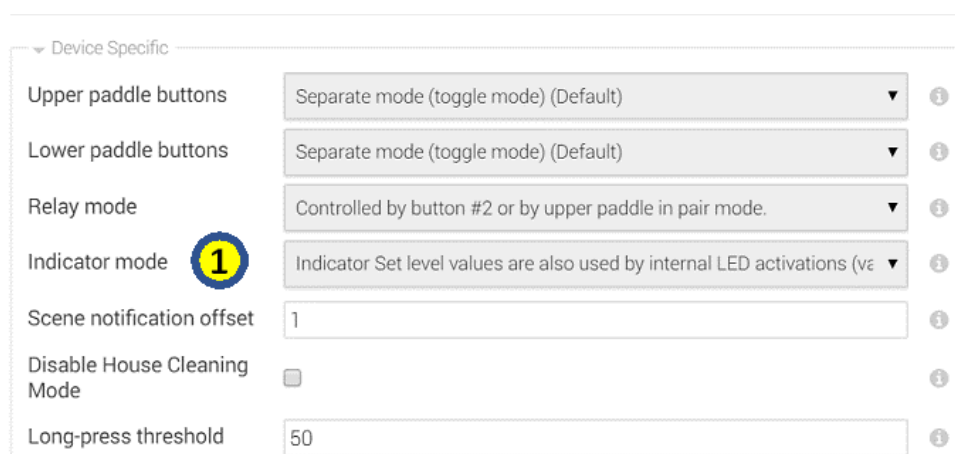 Device Specific
Upper paddle buttons Separate mode (toggle mode) (Default)
Lower paddle buttons Separate mode (toggle mode) (Default)
Relay mode Controlled by button #2 or by upper paddle in pair mode.
Indicator mode 1 Indicator Set level values are also used by internal LED activations (va
Scene notification offset 1
Disable House Cleaning
Mode
Long-press threshold 50